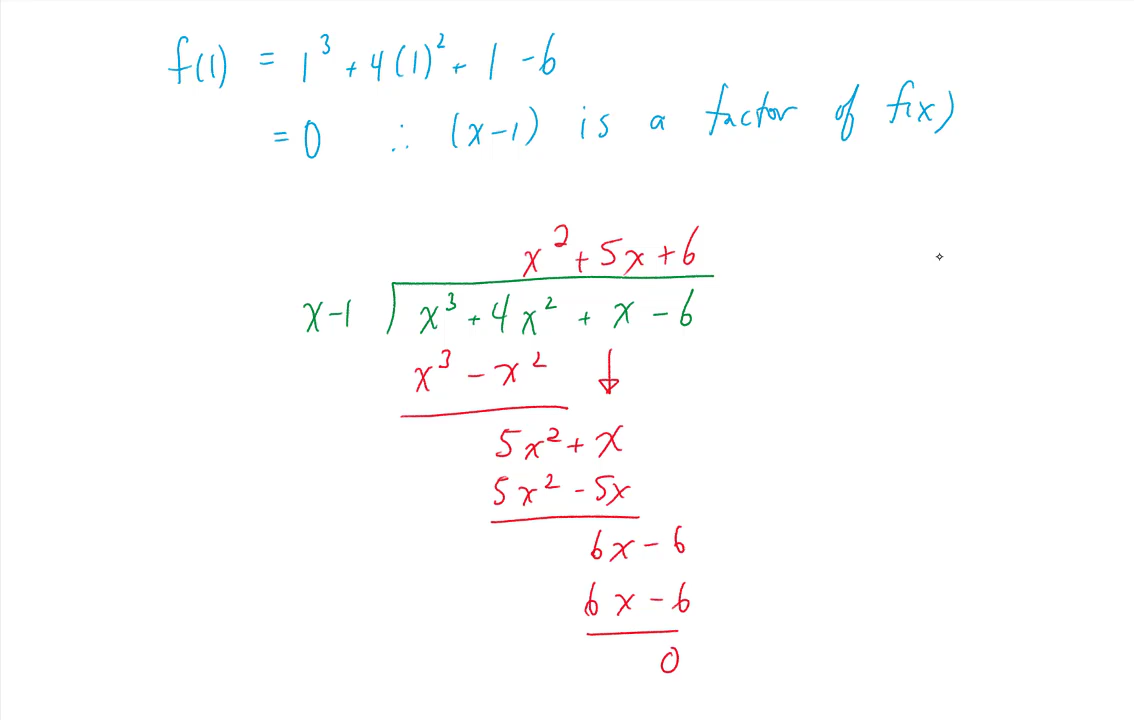 f(1) = 1³ + 4(1)² + 1 - 6
= 0 ∴ (x-1) is a factor of f(x)
x² + 5x + 6
x-1 ) x³ + 4x² + x - 6
x³ - x² ↓
5x² + x
5x² - 5x
6x - 6
6x - 6
0